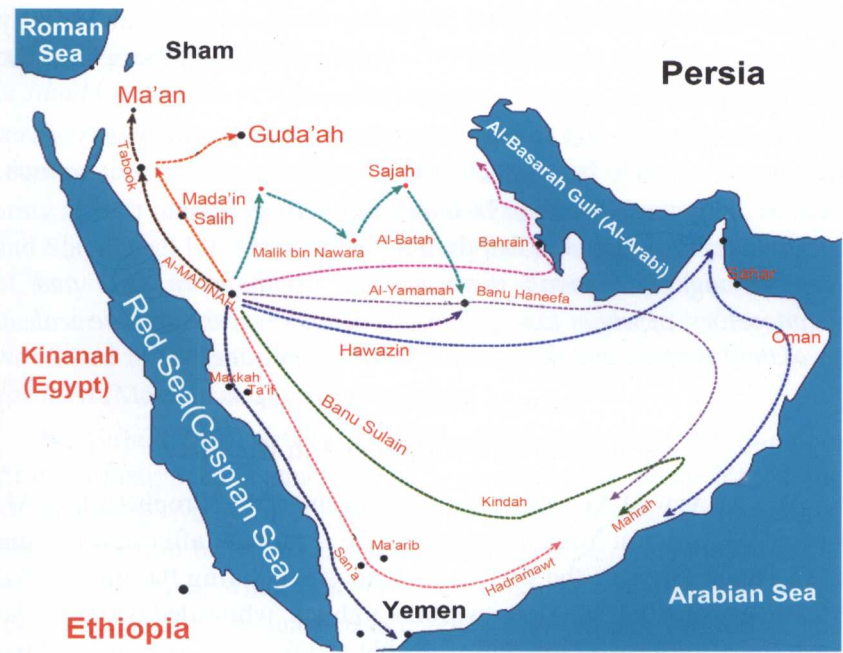 Roman
Sea
Sham
Persia
Ma'an
Guda'ah
Tabook
Al-Basarah Gulf (Al-Arabi)
Sajah
Mada'in
Salih
Malik bin Nawara
Al-Batah
Bahrain
Al-MADINAH
Sahar
Al-Yamamah
Banu Haneefa
Oman
Hawazin
Kinanah
(Egypt)
Red Sea(Caspian Sea)
Makkah
Ta'if
Banu Sulain
Kindah
Mahrah
Ma'arib
San'a
Hadramawt
Arabian Sea
Yemen
Ethiopia